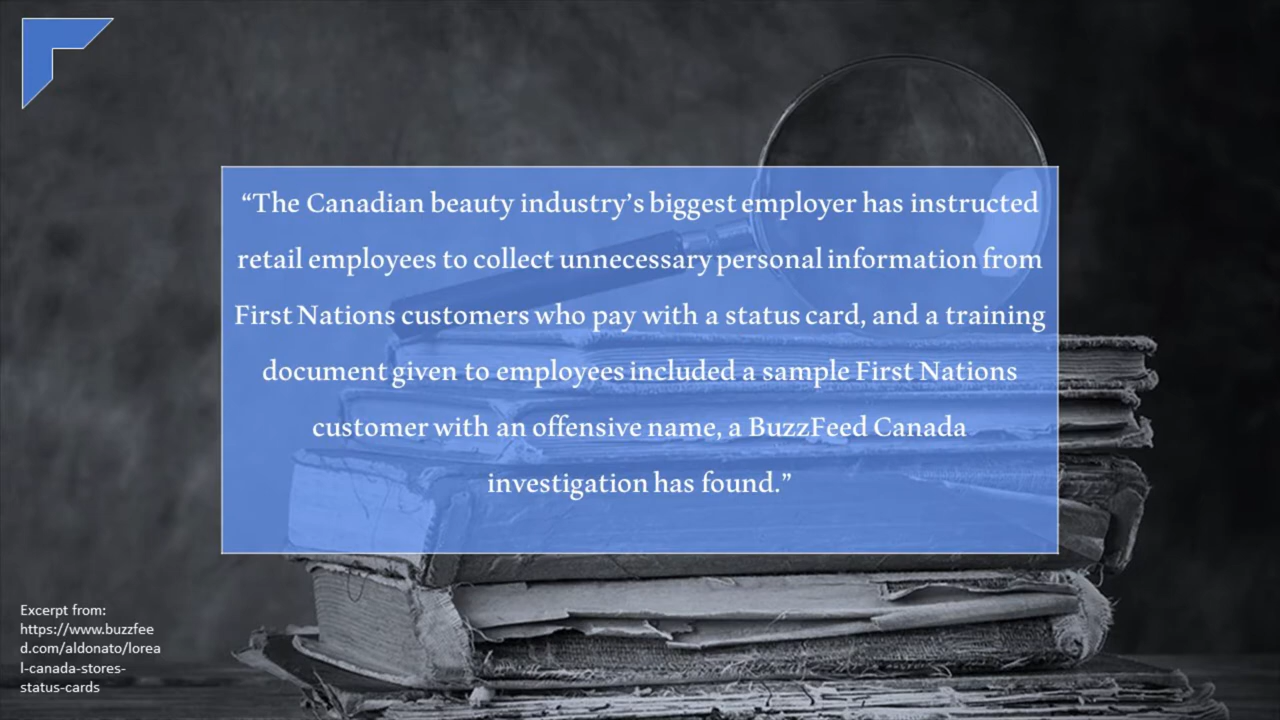 “The Canadian beauty industry’s biggest employer has instructed
retail employees to collect unnecessary personal information from
First Nations customers who pay with a status card, and a training
document given to employees included a sample First Nations
customer with an offensive name, a BuzzFeed Canada
investigation has found.”
Excerpt from:
https://www.buzzfee
d.com/aldonato/lorea
l-canada-stores-
status-cards